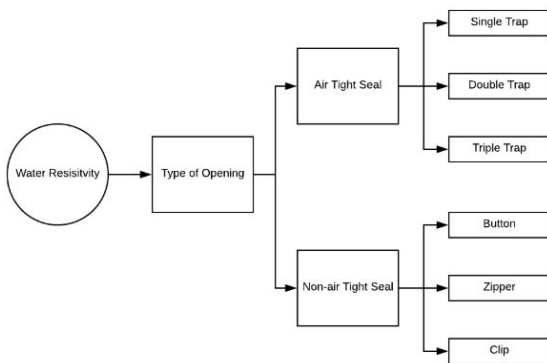 Water Resisitvity
Type of Opening
Air Tight Seal
Single Trap
Double Trap
Triple Trap
Non-air Tight Seal
Button
Zipper
Clip